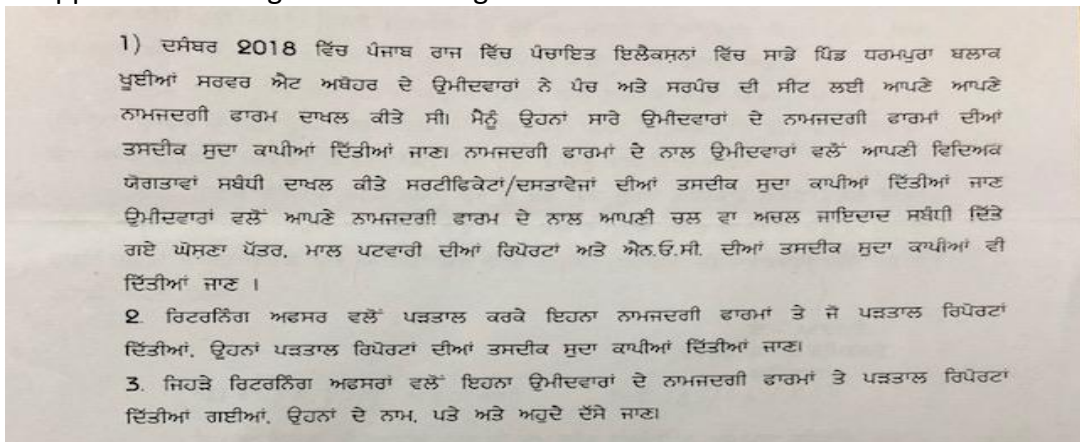 1) ਦਸੰਬਰ 2018 ਵਿੱਚ ਪੰਜਾਬ ਰਾਜ ਵਿੱਚ ਪੰਚਾਇਤ ਇਲੈਕਸ਼ਨਾਂ ਵਿੱਚ ਸਾਡੇ ਪਿੰਡ ਧਰਮਪੁਰਾ ਬਲਾਕ
ਖੂਈਆਂ ਸਰਵਰ ਐਟ ਅਬੋਹਰ ਦੇ ਉਮੀਦਵਾਰਾਂ ਨੇ ਪੰਚ ਅਤੇ ਸਰਪੰਚ ਦੀ ਸੀਟ ਲਈ ਆਪਣੇ ਆਪਣੇ
ਨਾਮਜਦਗੀ ਫਾਰਮ ਦਾਖਲ ਕੀਤੇ ਸੀ। ਮੈਨੂੰ ਉਹਨਾਂ ਸਾਰੇ ਉਮੀਦਵਾਰਾਂ ਦੇ ਨਾਮਜਦਗੀ ਫਾਰਮਾਂ ਦੀਆਂ
ਤਸਦੀਕ ਸੁਦਾ ਕਾਪੀਆਂ ਦਿੱਤੀਆਂ ਜਾਣ। ਨਾਮਜਦਗੀ ਫਾਰਮਾਂ ਦੇ ਨਾਲ ਉਮੀਦਵਾਰਾਂ ਵਲੋਂ ਆਪਣੀ ਵਿਦਿਅਕ
ਯੋਗਤਾਵਾਂ ਸਬੰਧੀ ਦਾਖਲ ਕੀਤੇ ਸਰਟੀਫਿਕੇਟਾਂ/ਦਸਤਾਵੇਜਾਂ ਦੀਆਂ ਤਸਦੀਕ ਸੁਦਾ ਕਾਪੀਆਂ ਦਿੱਤੀਆਂ ਜਾਣ
ਉਮੀਦਵਾਰਾਂ ਵਲੋਂ ਆਪਣੇ ਨਾਮਜਦਗੀ ਫਾਰਮ ਦੇ ਨਾਲ ਆਪਣੀ ਚਲ ਵਾ ਅਚਲ ਜਾਇਦਾਦ ਸਬੰਧੀ ਦਿੱਤੇ
ਗਏ ਘੋਸ਼ਣਾ ਪੱਤਰ, ਮਾਲ ਪਟਵਾਰੀ ਦੀਆਂ ਰਿਪੋਰਟਾਂ ਅਤੇ ਐਨ.ਓ.ਸੀ. ਦੀਆਂ ਤਸਦੀਕ ਸੁਦਾ ਕਾਪੀਆਂ ਵੀ
ਦਿੱਤੀਆਂ ਜਾਣ ।
2. ਰਿਟਰਨਿੰਗ ਅਫਸਰ ਵਲੋਂ ਪੜਤਾਲ ਕਰਕੇ ਇਹਨਾ ਨਾਮਜਦਗੀ ਫਾਰਮਾਂ ਤੇ ਜੋ ਪੜਤਾਲ ਰਿਪੋਰਟਾਂ
ਦਿੱਤੀਆਂ, ਉਹਨਾਂ ਪੜਤਾਲ ਰਿਪੋਰਟਾਂ ਦੀਆਂ ਤਸਦੀਕ ਸੁਦਾ ਕਾਪੀਆਂ ਦਿੱਤੀਆਂ ਜਾਣ।
3. ਜਿਹੜੇ ਰਿਟਰਨਿੰਗ ਅਫਸਰਾਂ ਵਲੋਂ ਇਹਨਾ ਉਮੀਦਵਾਰਾਂ ਦੇ ਨਾਮਜਦਗੀ ਫਾਰਮਾਂ ਤੇ ਪੜਤਾਲ ਰਿਪੋਰਟਾਂ
ਦਿੱਤੀਆਂ ਗਈਆਂ, ਉਹਨਾਂ ਦੇ ਨਾਮ, ਪਤੇ ਅਤੇ ਅਹੁਦੇ ਦੱਸੇ ਜਾਣ।